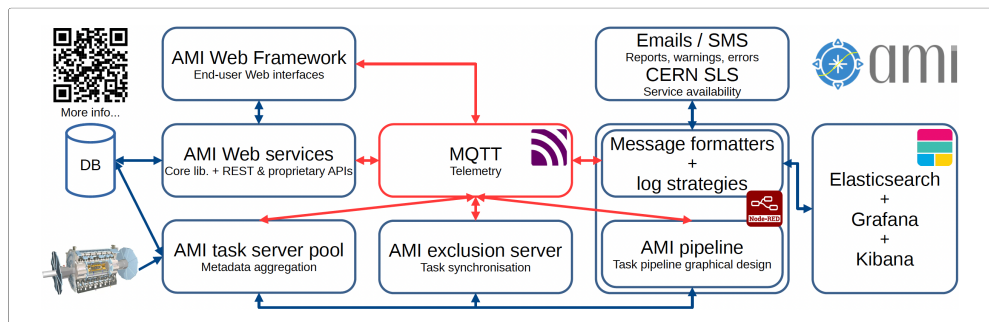 AMI Web Framework
End-user Web interfaces
Emails / SMS
Reports, warnings, errors
CERN SLS
Service availability
ami
More info...
DB
AMI Web services
Core lib. + REST & proprietary APIs
MQTT
Telemetry
Message formatters
+
log strategies
Node-RED
Elasticsearch
+
Grafana
+
Kibana
AMI task server pool
Metadata aggregation
AMI exclusion server
Task synchronisation
AMI pipeline
Task pipeline graphical design